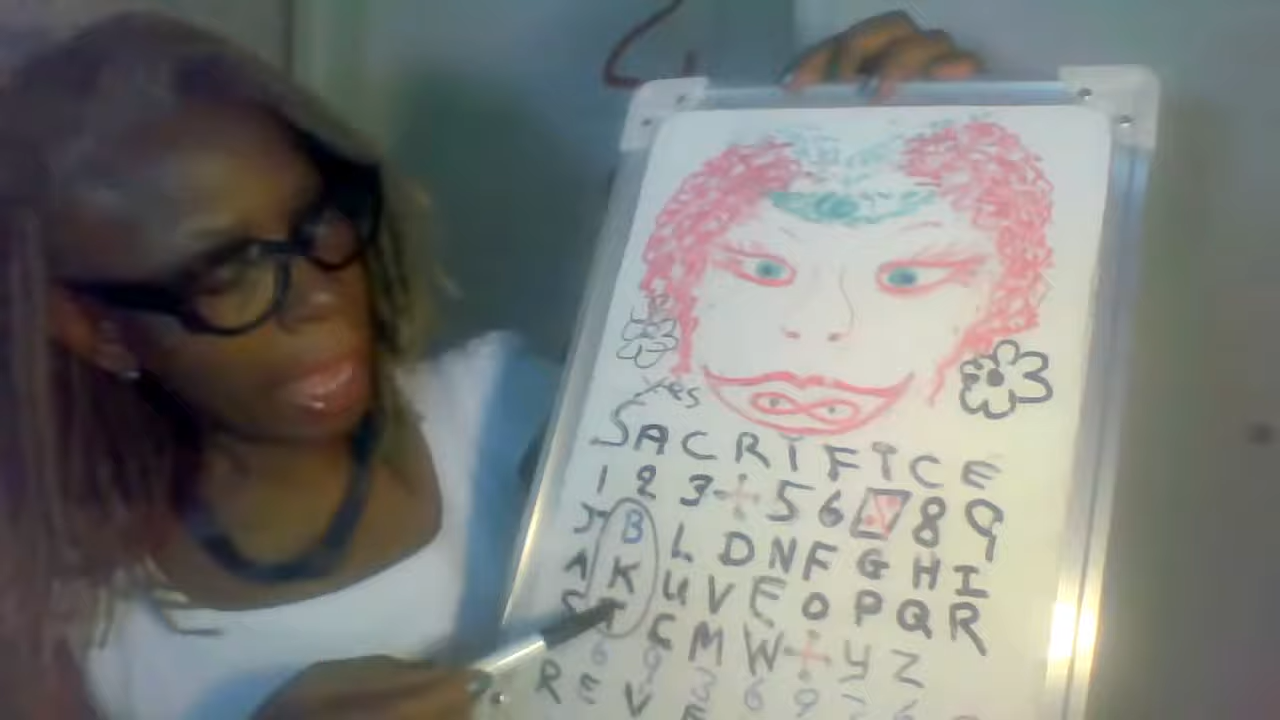 yes
SACRIFICE
1 2 3 5 6 8 9
Y B L D N F G H I
A K U V E O P Q R
S T C M W Y Z
R E V